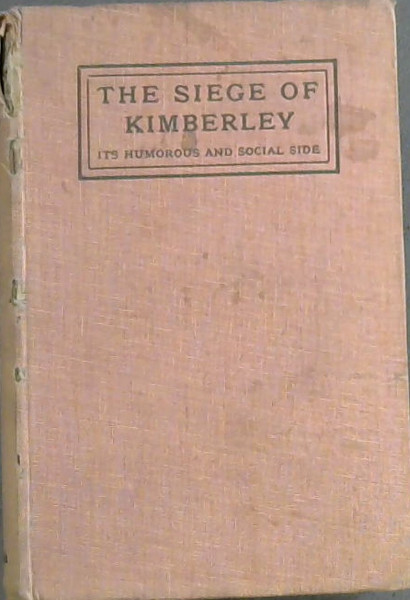 THE SIEGE OF
KIMBERLEY
ITS HUMOROUS AND SOCIAL SIDE